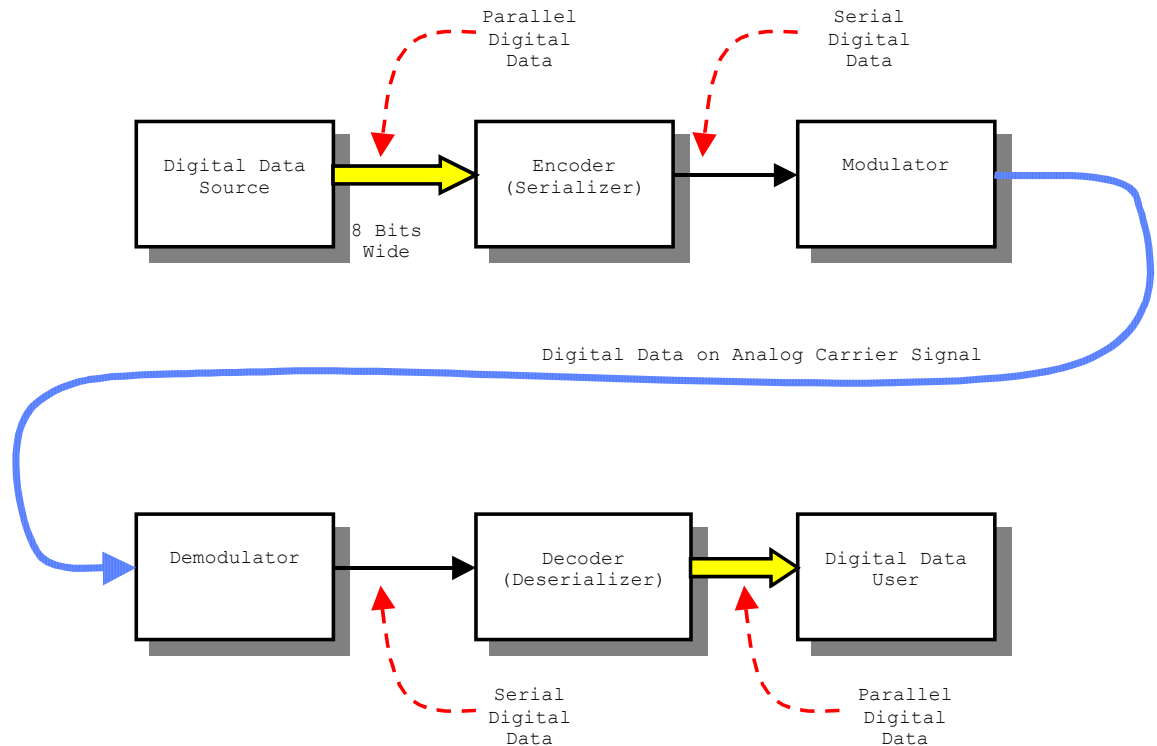 Parallel
Digital
Data
Serial
Digital
Data
Digital Data
Source
Encoder
(Serializer)
Modulator
8 Bits
Wide
Digital Data on Analog Carrier Signal
Demodulator
Decoder
(Deserializer)
Digital Data
User
Serial
Digital
Data
Parallel
Digital
Data